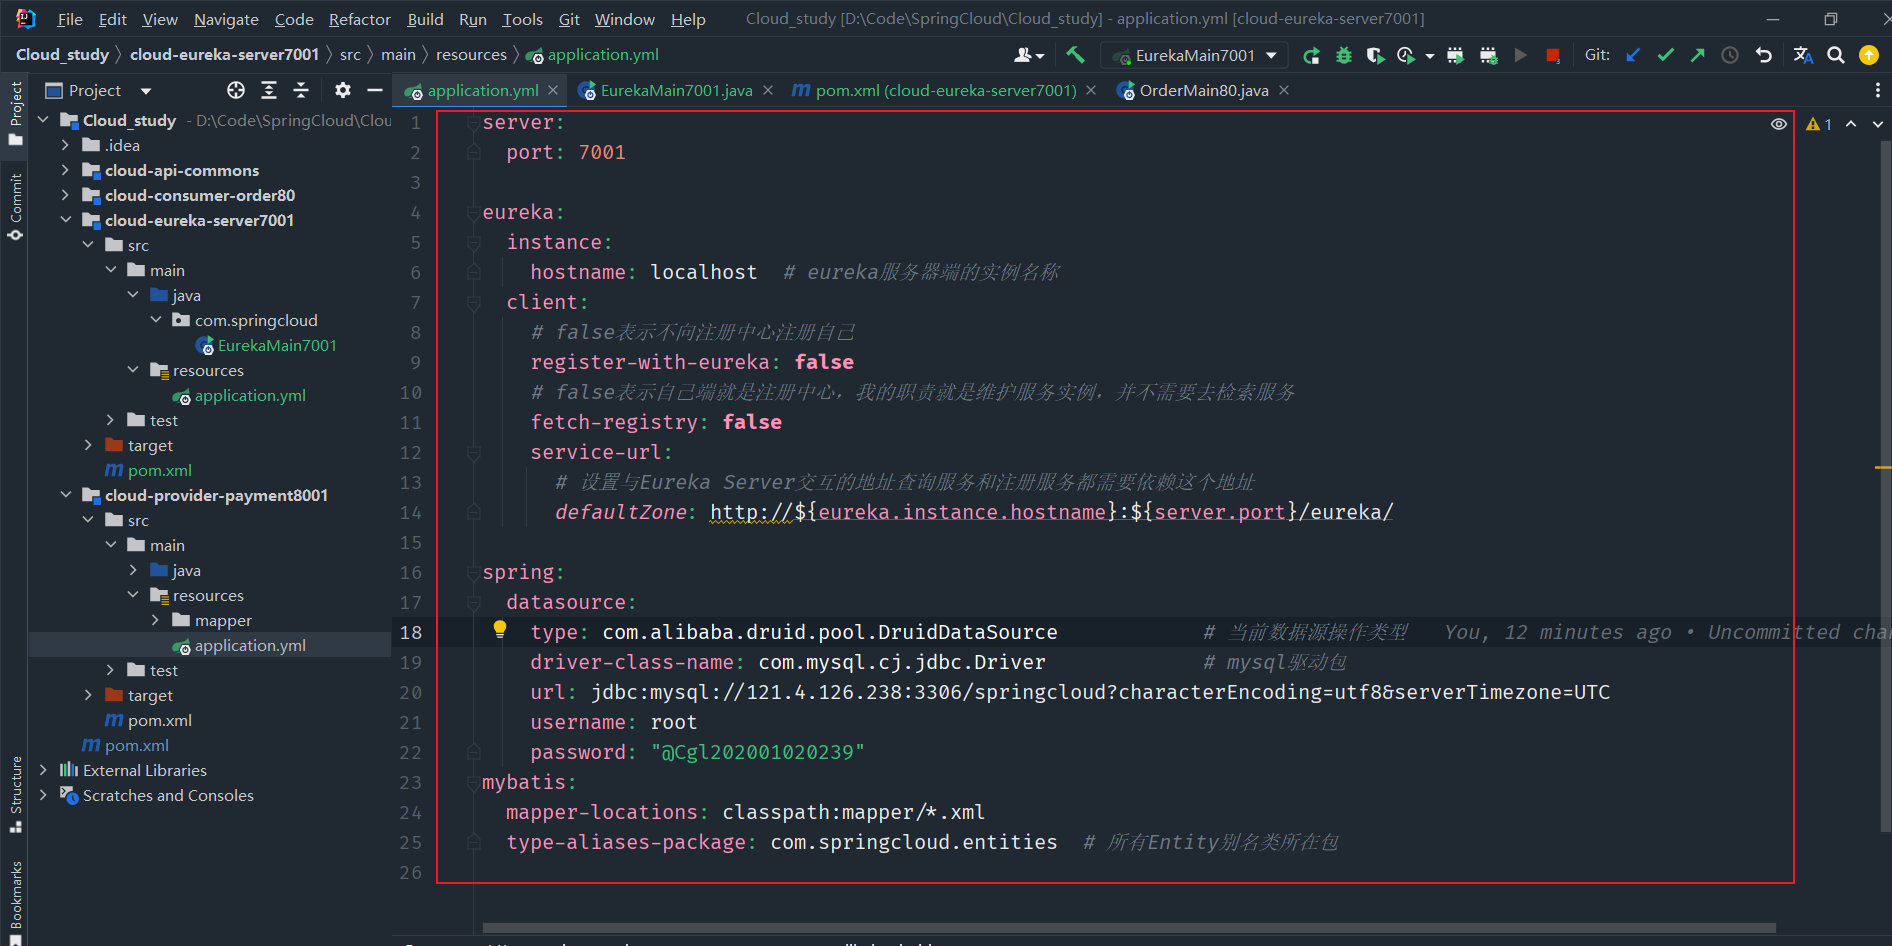 File Edit View Navigate Code Refactor Build Run Tools Git Window Help Cloud_study [D:\Code\SpringCloud\Cloud_study] - application.yml [cloud-eureka-server7001]
Cloud_study cloud-eureka-server7001 src main resources application.yml EurekaMain7001 Git:
Project application.yml EurekaMain7001.java pom.xml (cloud-eureka-server7001) OrderMain80.java
Project
Commit
Structure
Bookmarks
Cloud_study - D:\Code\SpringCloud\Clou
.idea
cloud-api-commons
cloud-consumer-order80
cloud-eureka-server7001
src
main
java
com.springcloud
EurekaMain7001
resources
application.yml
test
target
pom.xml
cloud-provider-payment8001
src
main
java
resources
mapper
application.yml
test
target
pom.xml
pom.xml
External Libraries
Scratches and Consoles
1
1 server:
2 port: 7001
3
4 eureka:
5 instance:
6 hostname: localhost # eureka服务器端的实例名称
7 client:
8 # false表示不向注册中心注册自己
9 register-with-eureka: false
10 # false表示自己端就是注册中心，我的职责就是维护服务实例，并不需要去检索服务
11 fetch-registry: false
12 service-url:
13 # 设置与Eureka Server交互的地址查询服务和注册服务都需要依赖这个地址
14 defaultZone: http://${eureka.instance.hostname}:${server.port}/eureka/
15
16 spring:
17 datasource:
18 type: com.alibaba.druid.pool.DruidDataSource # 当前数据源操作类型 You, 12 minutes ago • Uncommitted cha
19 driver-class-name: com.mysql.cj.jdbc.Driver # mysql驱动包
20 url: jdbc:mysql://121.4.126.238:3306/springcloud?characterEncoding=utf8&serverTimezone=UTC
21 username: root
22 password: "@Cgl202001020239"
23 mybatis:
24 mapper-locations: classpath:mapper/*.xml
25 type-aliases-package: com.springcloud.entities # 所有Entity别名类所在包
26